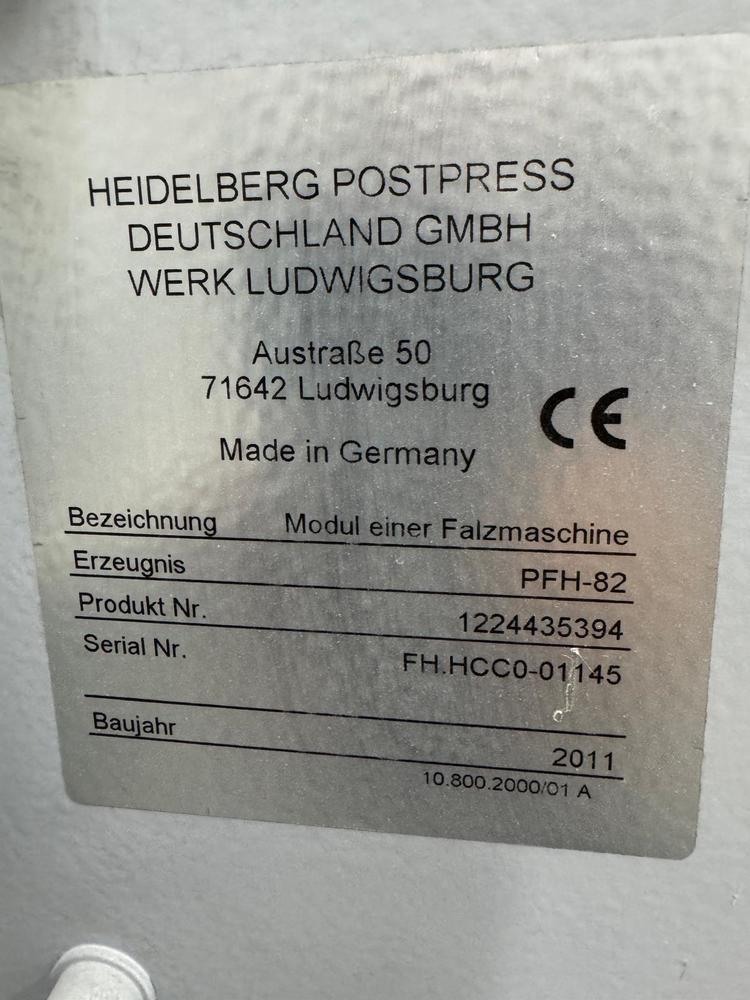 HEIDELBERG POSTPRESS
DEUTSCHLAND GMBH
WERK LUDWIGSBURG
Austraße 50
71642 Ludwigsburg
CE
Made in Germany
Bezeichnung Modul einer Falzmaschine
Erzeugnis PFH-82
Produkt Nr. 1224435394
Serial Nr. FH.HCC0-01145
Baujahr 2011
10.800.2000/01 A